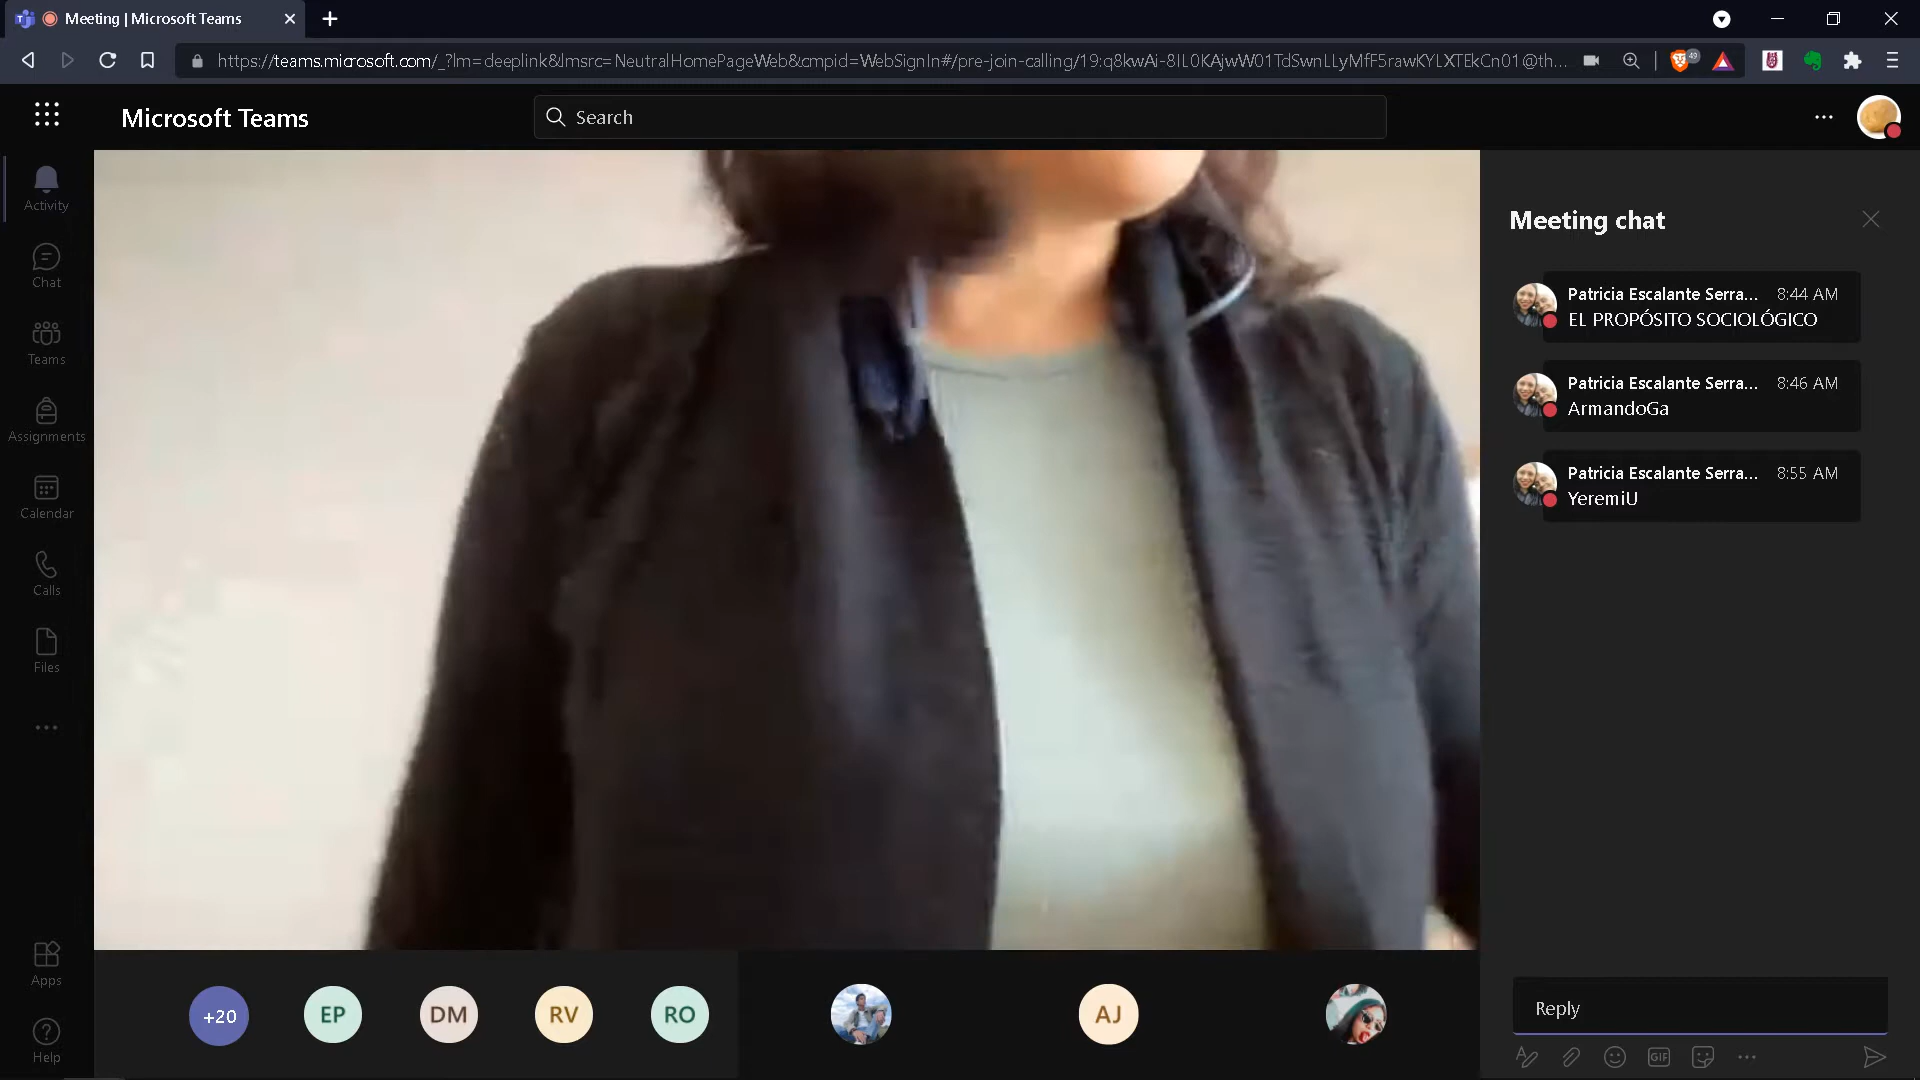 Meeting | Microsoft Teams
https://teams.microsoft.com/_?lm=deeplink&lmsrc=NeutralHomePageWeb&cmpid=WebSignIn#/pre-join-calling/19:q8kwAi-8IL0KAjwW01TdSwnLLyMfF5rawKYLXTEkCn01@th...
49
Microsoft Teams
Search
Activity
Chat
Teams
Assignments
Calendar
Calls
Files
Apps
Help
Meeting chat
Patricia Escalante Serra... 8:44 AM
EL PROPÓSITO SOCIOLÓGICO
Patricia Escalante Serra... 8:46 AM
ArmandoGa
Patricia Escalante Serra... 8:55 AM
YeremiU
+20
EP
DM
RV
RO
AJ
Reply
GIF